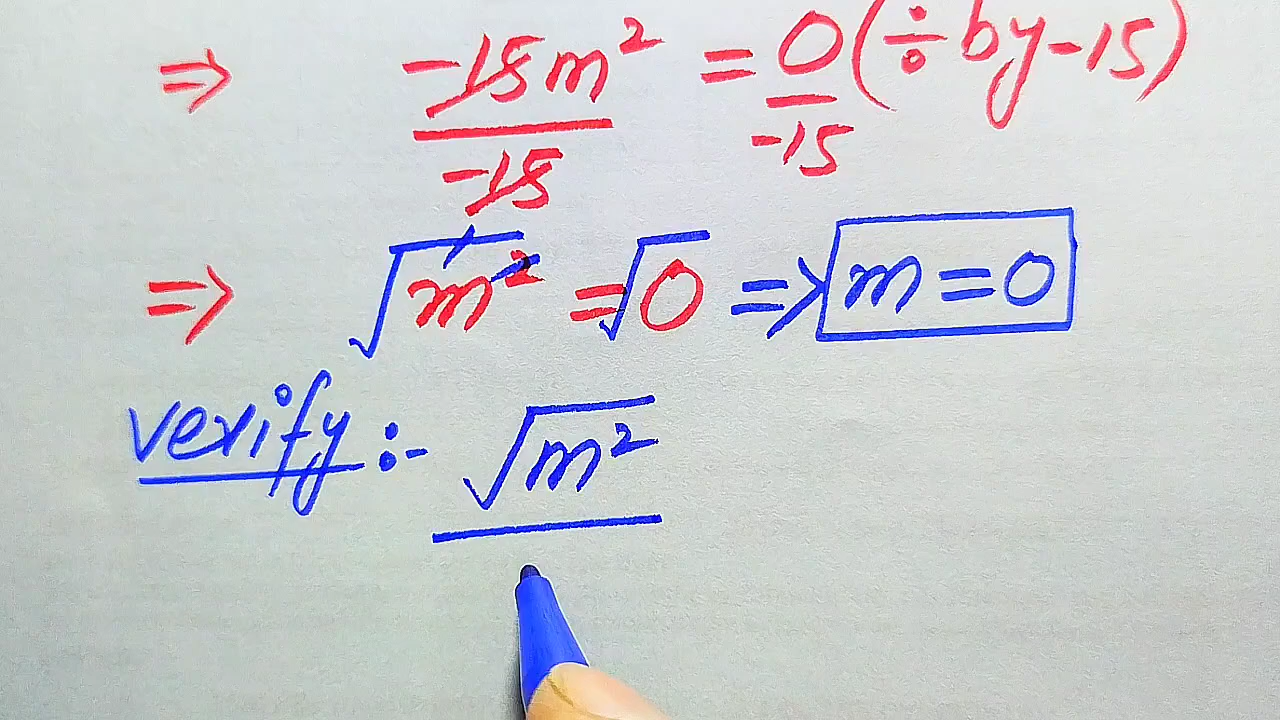 ⇒ -15m²/-15 = 0/-15 (÷ by -15)
⇒ √m² = √0 ⇒ m = 0
verify :- √m²